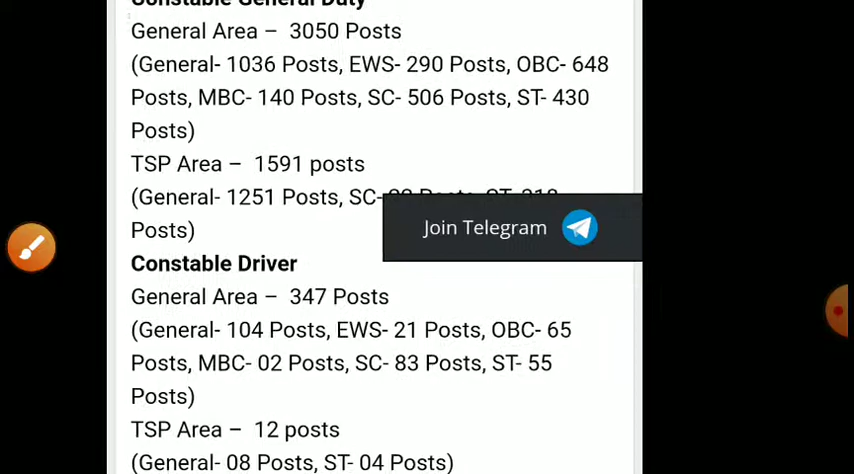 Constable General Duty
General Area – 3050 Posts
(General- 1036 Posts, EWS- 290 Posts, OBC- 648
Posts, MBC- 140 Posts, SC- 506 Posts, ST- 430
Posts)
TSP Area – 1591 posts
(General- 1251 Posts, SC-
Posts)
Join Telegram
Constable Driver
General Area – 347 Posts
(General- 104 Posts, EWS- 21 Posts, OBC- 65
Posts, MBC- 02 Posts, SC- 83 Posts, ST- 55
Posts)
TSP Area – 12 posts
(General- 08 Posts, ST- 04 Posts)